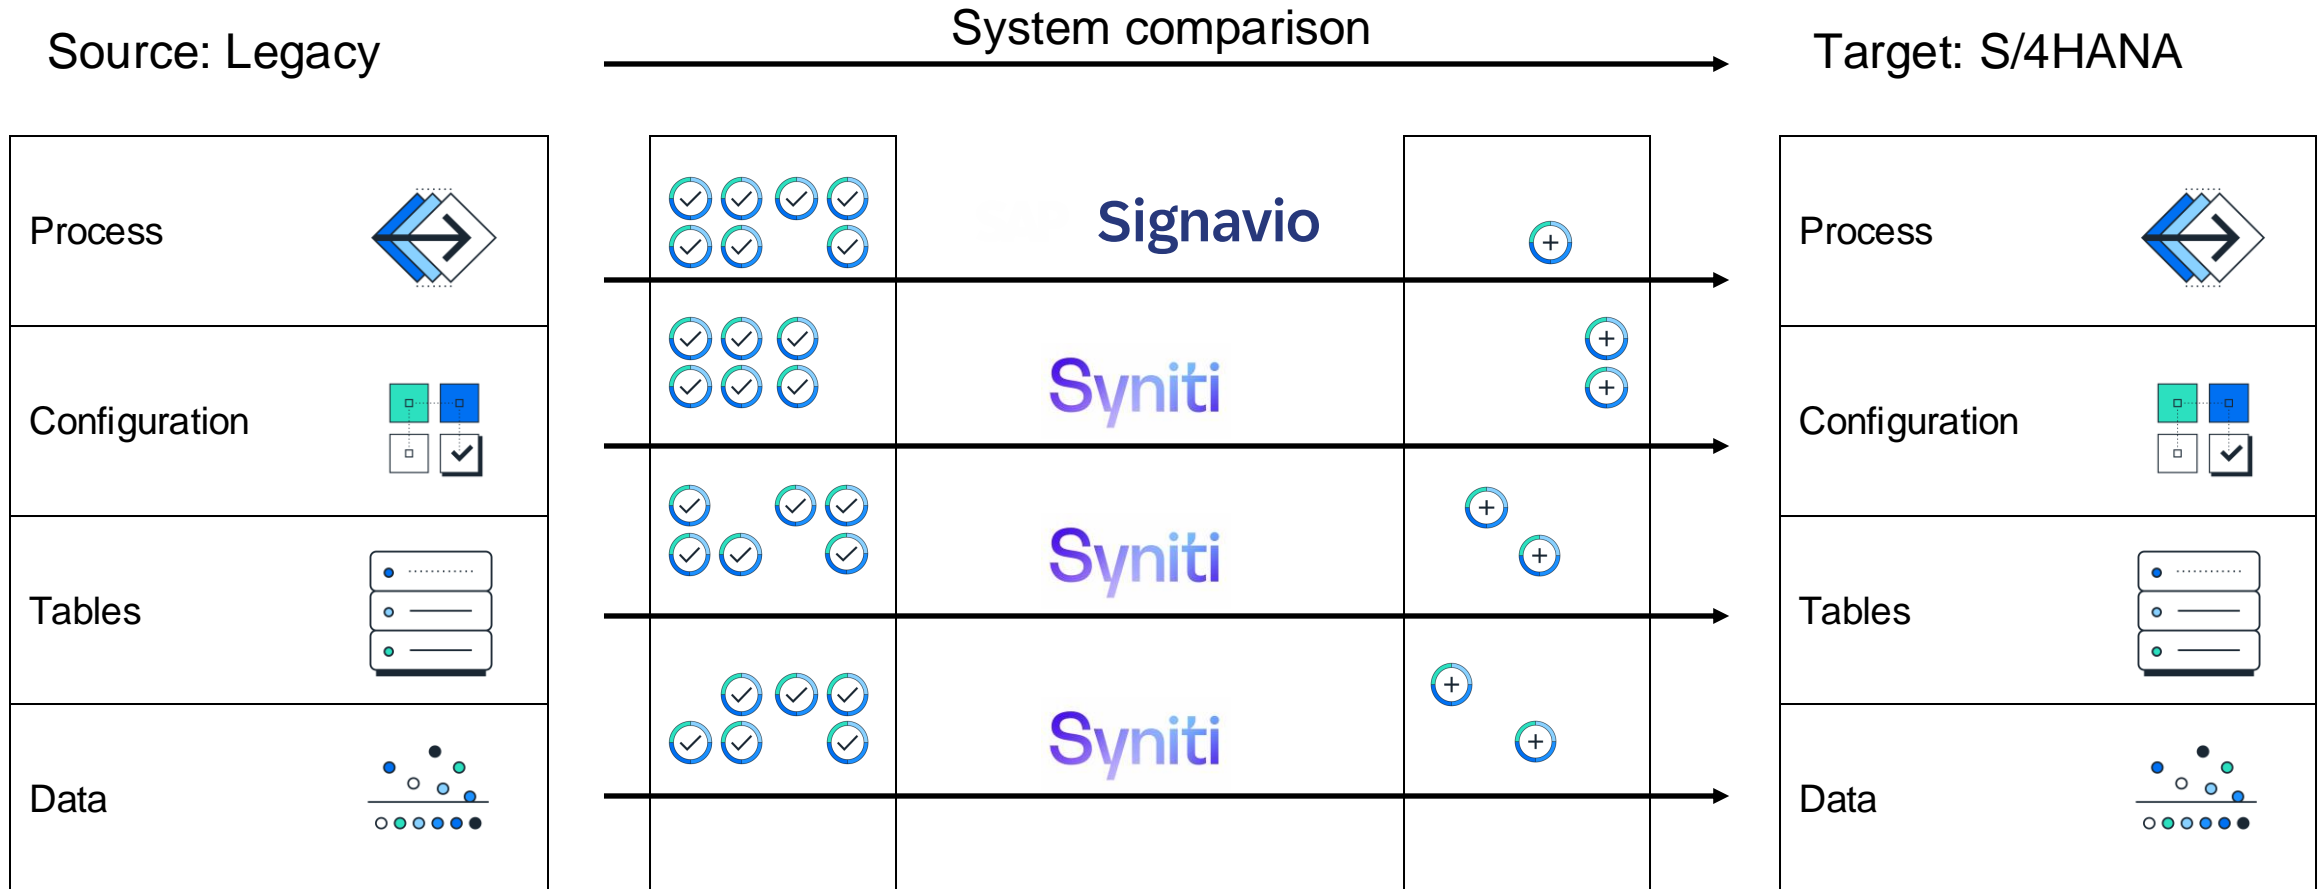 System comparison
Source: Legacy
Target: S/4HANA
Process
Signavio
Process
Configuration
Syniti
Configuration
Tables
Syniti
Tables
Data
Syniti
Data